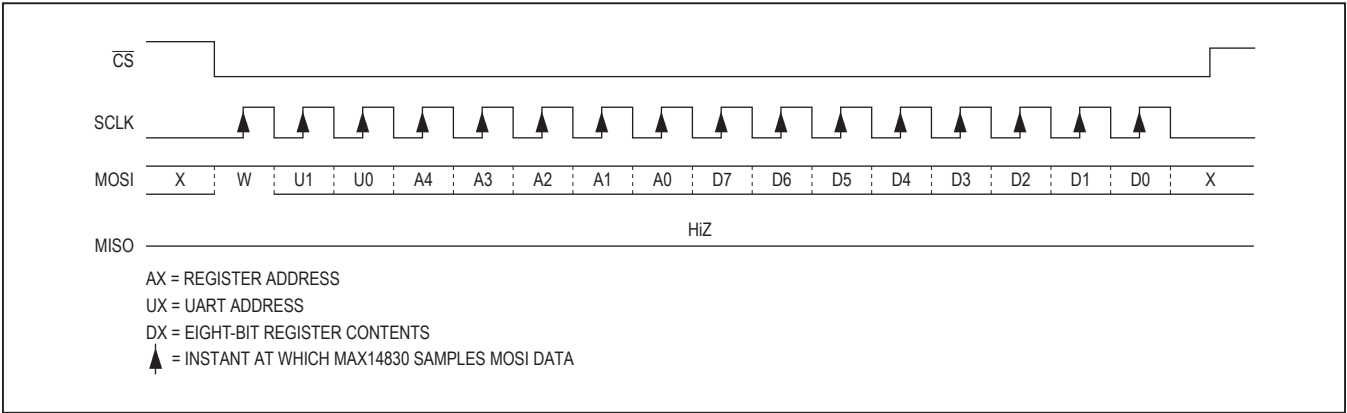 CS
SCLK
MOSI X W U1 U0 A4 A3 A2 A1 A0 D7 D6 D5 D4 D3 D2 D1 D0 X
HiZ
MISO
AX = REGISTER ADDRESS
UX = UART ADDRESS
DX = EIGHT-BIT REGISTER CONTENTS
= INSTANT AT WHICH MAX14830 SAMPLES MOSI DATA